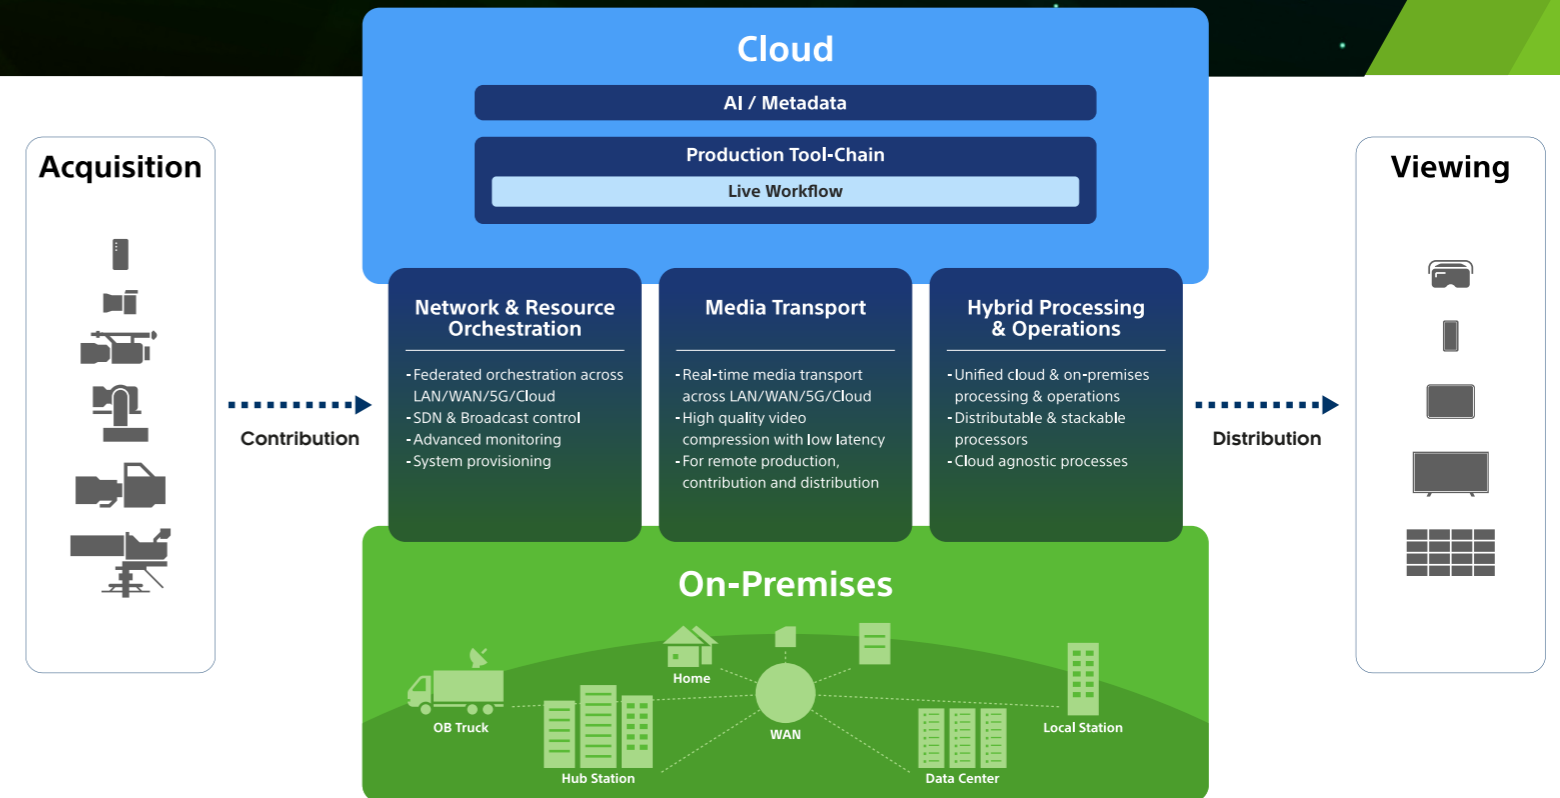 Cloud
AI / Metadata
Production Tool-Chain
Live Workflow
Acquisition
Contribution
Network & Resource
Orchestration
-Federated orchestration across
LAN/WAN/5G/Cloud
-SDN & Broadcast control
-Advanced monitoring
-System provisioning
Media Transport
-Real-time media transport
across LAN/WAN/5G/Cloud
-High quality video
compression with low latency
-For remote production,
contribution and distribution
Hybrid Processing
& Operations
-Unified cloud & on-premises
processing & operations
-Distributable & stackable
processors
-Cloud agnostic processes
Distribution
Viewing
On-Premises
Home
OB Truck
WAN
Local Station
Hub Station
Data Center